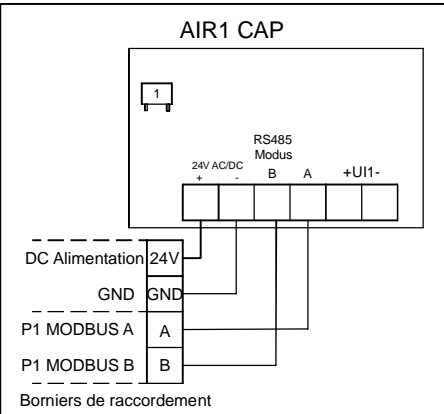 AIR1 CAP
1
RS485
Modus
24V AC/DC
+ - B A +UI1-
DC Alimentation 24V
GND GND
P1 MODBUS A A
P1 MODBUS B B
Borniers de raccordement